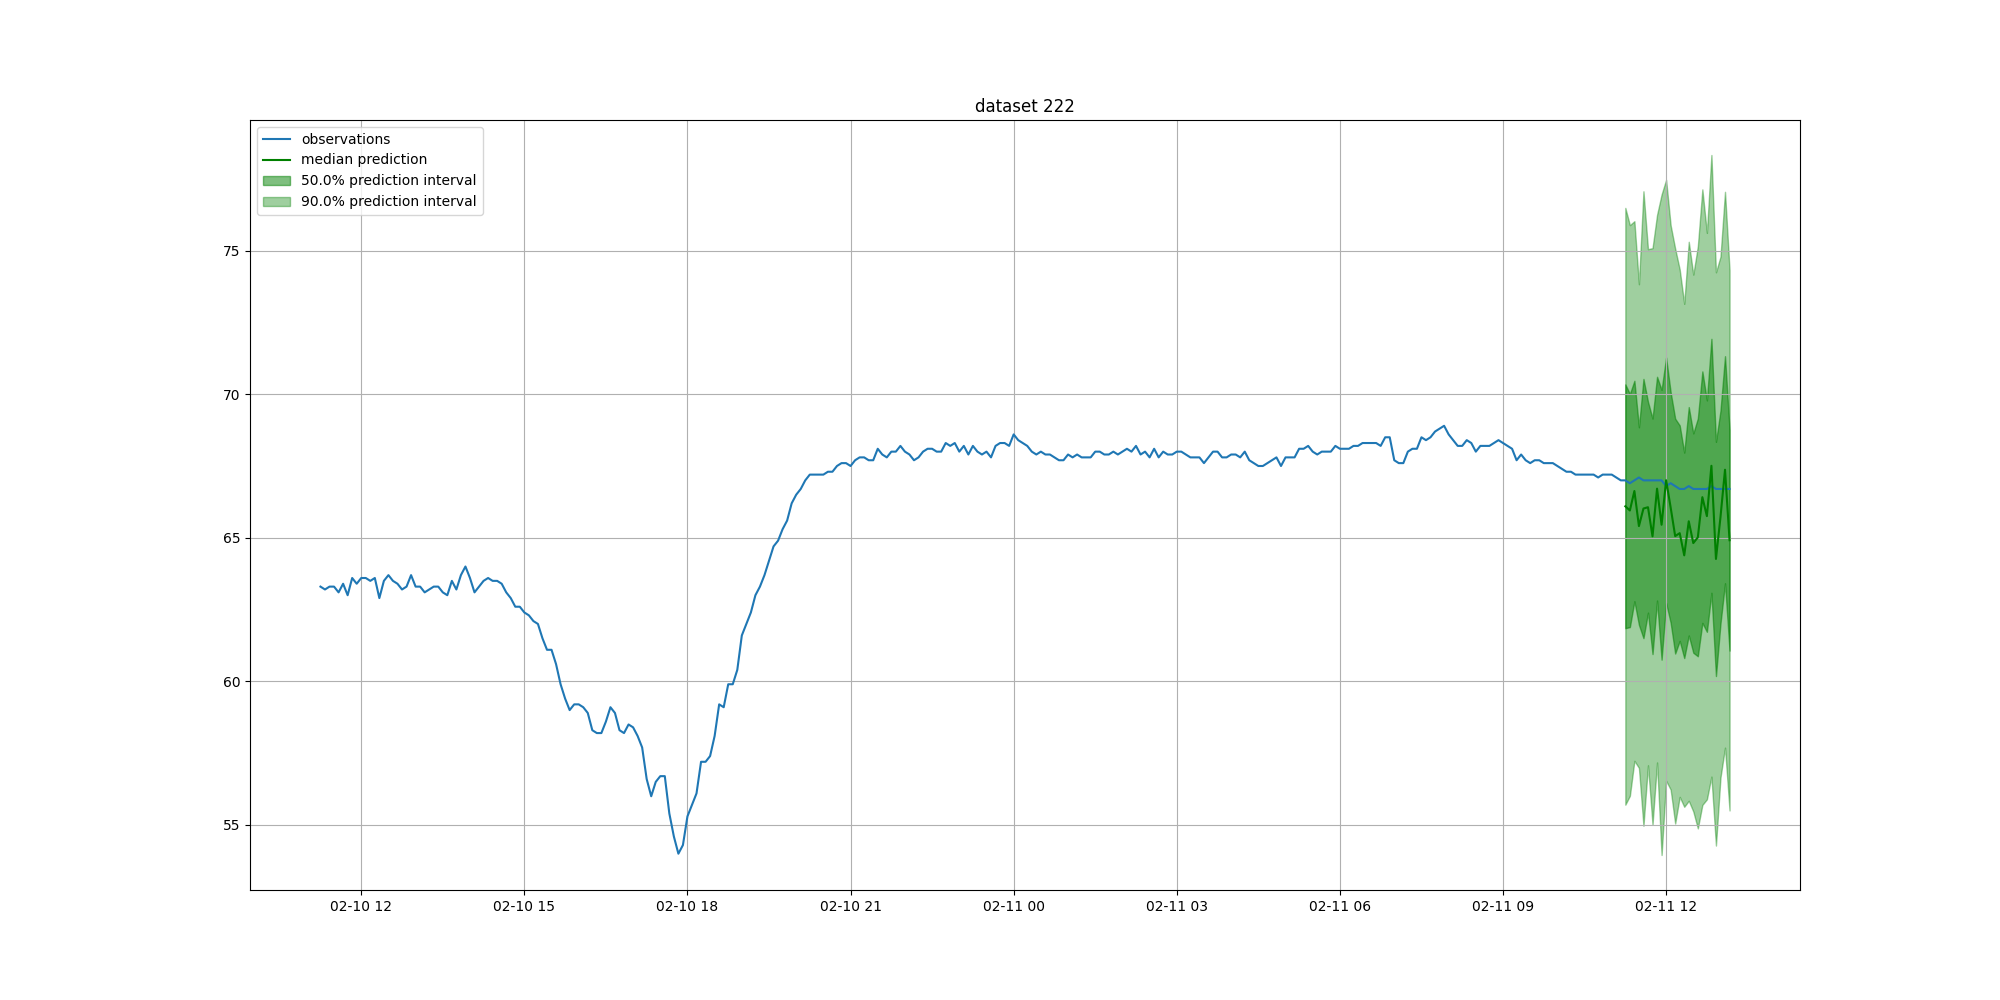 dataset 222
observations
median prediction
50.0% prediction interval
90.0% prediction interval
75
70
65
60
55
02-10 12
02-10 15
02-10 18
02-10 21
02-11 00
02-11 03
02-11 06
02-11 09
02-11 12